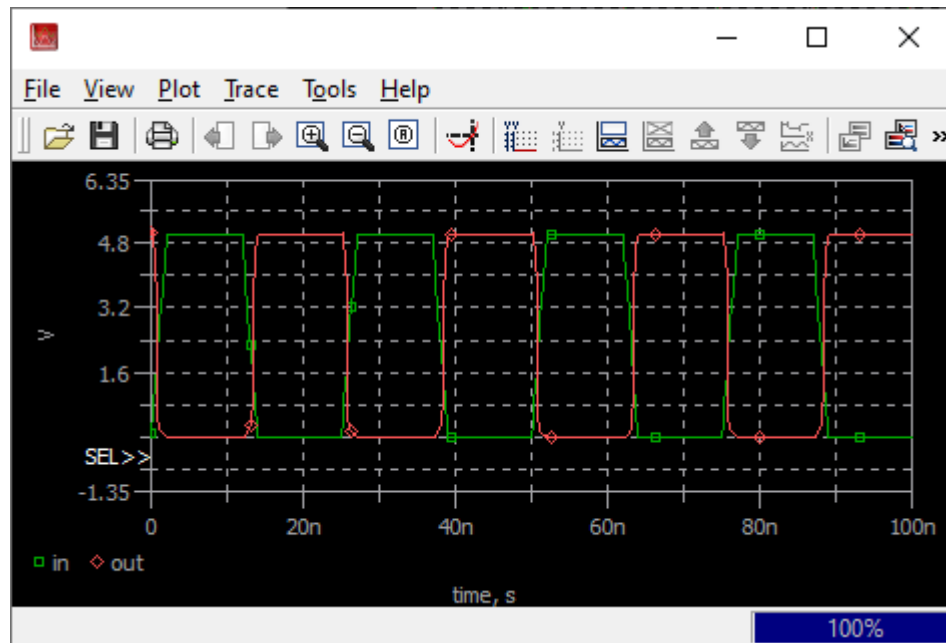 File View Plot Trace Tools Help
6.35
4.8
3.2
V
1.6
SEL>>
-1.35
0 20n 40n 60n 80n 100n
in out
time, s
100%